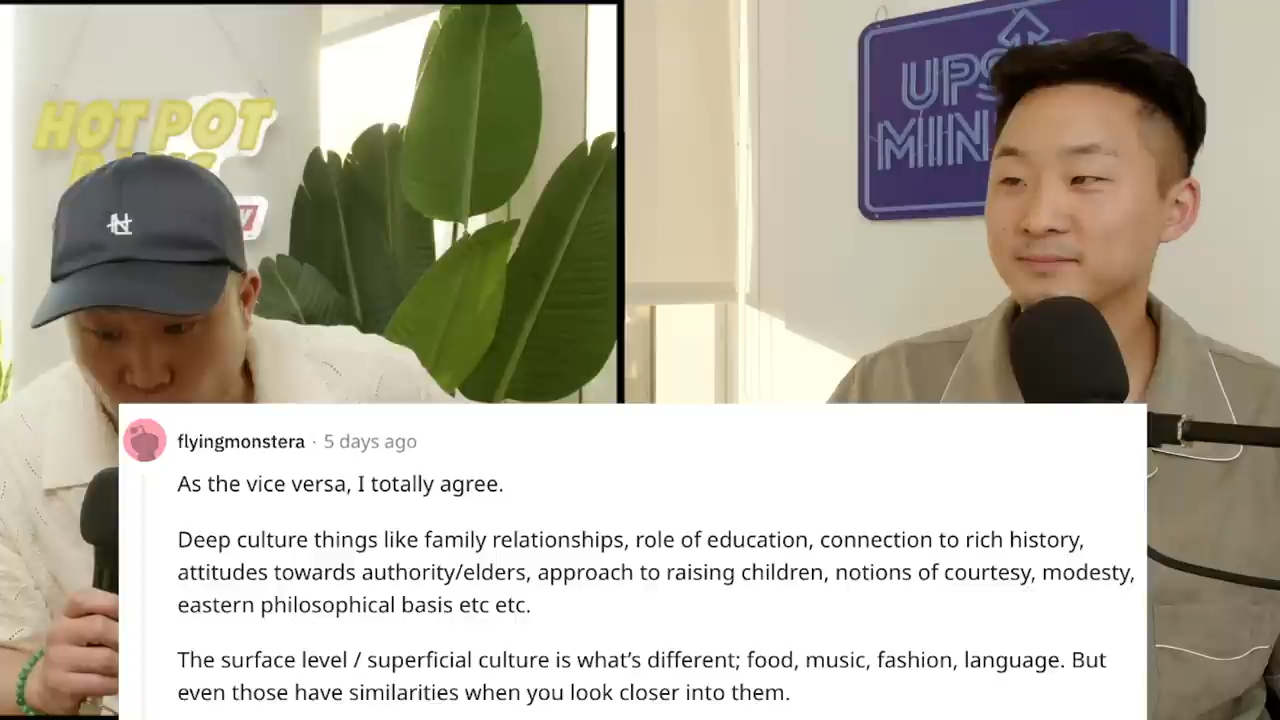 HOT POT
UPS
MIN
flyingmonstera · 5 days ago
As the vice versa, I totally agree.
Deep culture things like family relationships, role of education, connection to rich history,
attitudes towards authority/elders, approach to raising children, notions of courtesy, modesty,
eastern philosophical basis etc etc.
The surface level / superficial culture is what’s different; food, music, fashion, language. But
even those have similarities when you look closer into them.